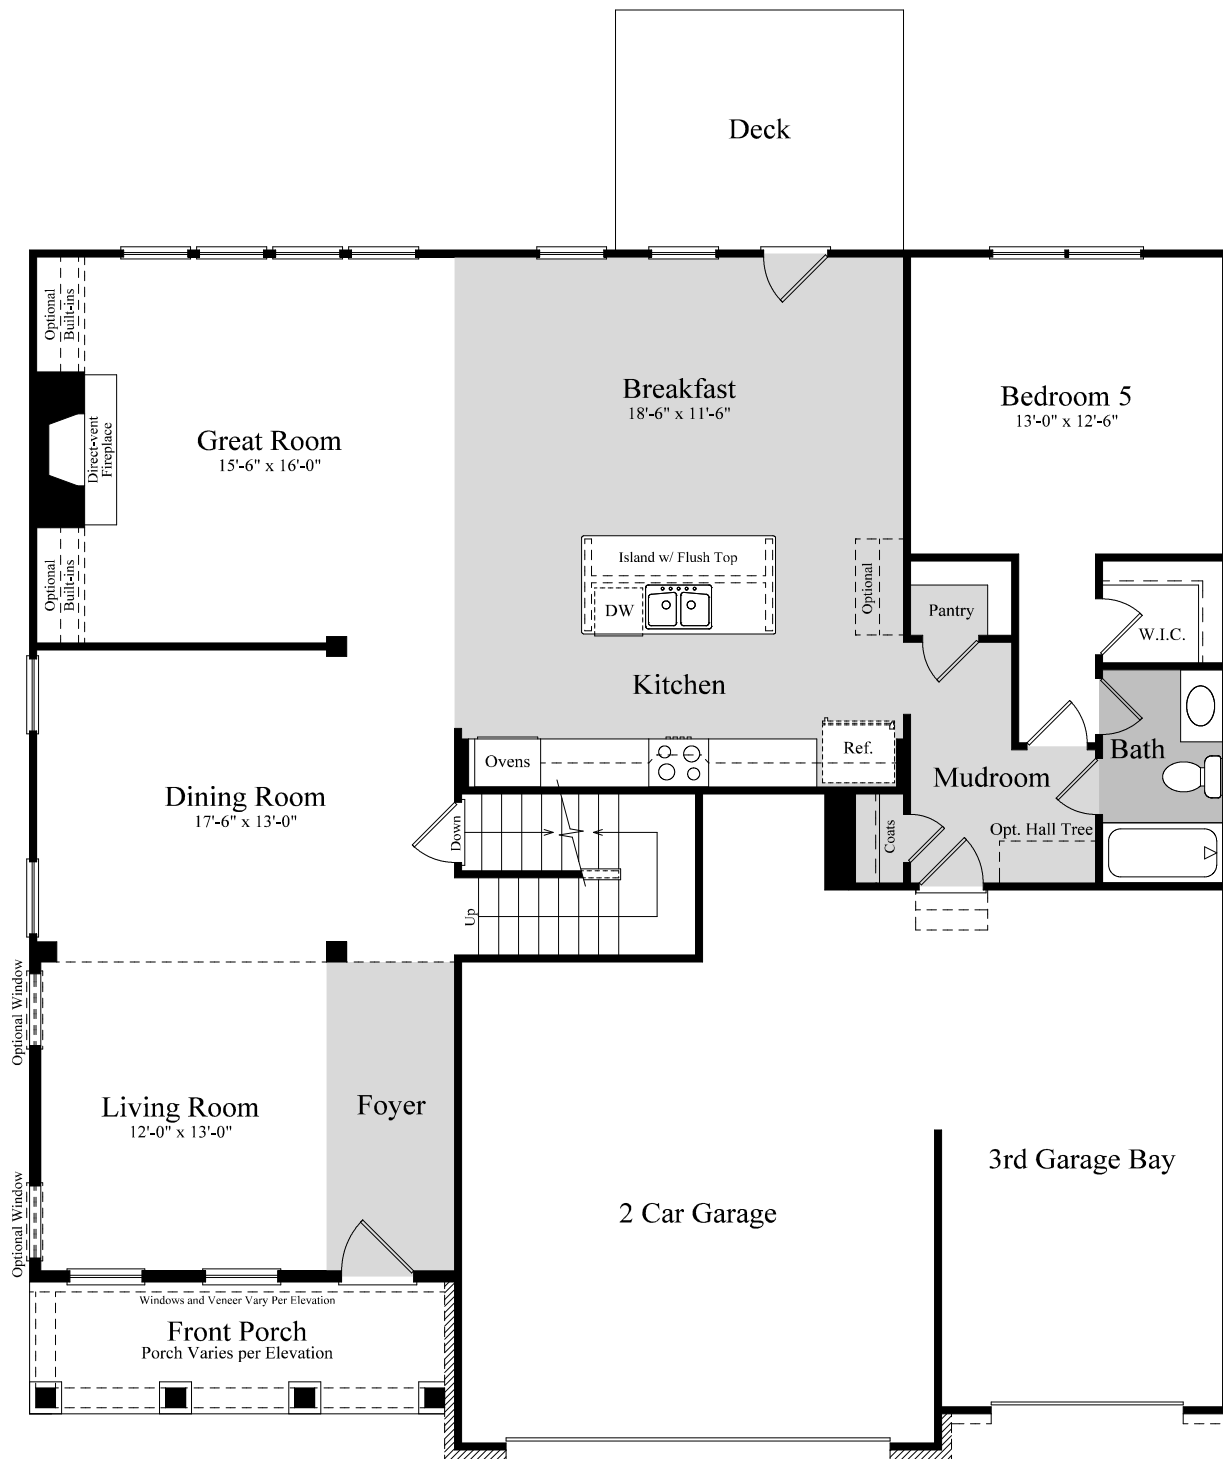 Deck
Optional
Built-ins
Breakfast
18'-6" x 11'-6"
Bedroom 5
13'-0" x 12'-6"
Great Room
15'-6" x 16'-0"
Direct-vent
Fireplace
Optional
Built-ins
Island w/ Flush Top
DW
Optional
Pantry
W.I.C.
Kitchen
Ovens
Ref.
Bath
Mudroom
Dining Room
17'-6" x 13'-0"
Down
Coats
Opt. Hall Tree
Up
Optional Window
Living Room
12'-0" x 13'-0"
Foyer
3rd Garage Bay
2 Car Garage
Optional Window
Windows and Veneer Vary Per Elevation
Front Porch
Porch Varies per Elevation